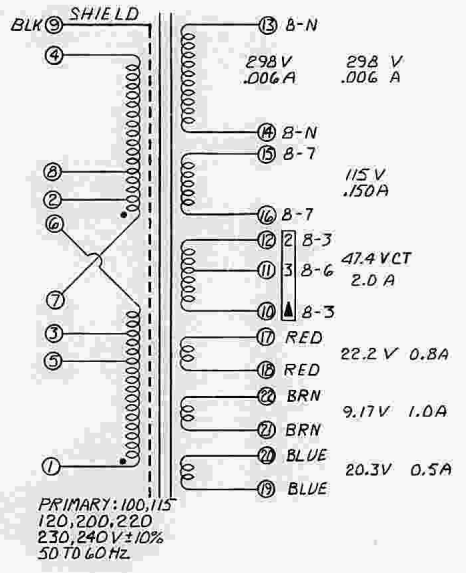 SHIELD
BLK 9
4
8
2
6
7
3
5
1
13 8-N
298 V 298 V
.006 A .006 A
14 8-N
15 8-7
115 V
.150A
16 8-7
12 2 8-3
47.4 VCT
11 3 8-6
2.0 A
10 8-3
17 RED
22.2 V 0.8A
18 RED
22 BRN
9.17V 1.0A
21 BRN
20 BLUE
20.3V 0.5A
19 BLUE
PRIMARY: 100,115
120,200,220
230,240 V±10%
50 TO 60 Hz